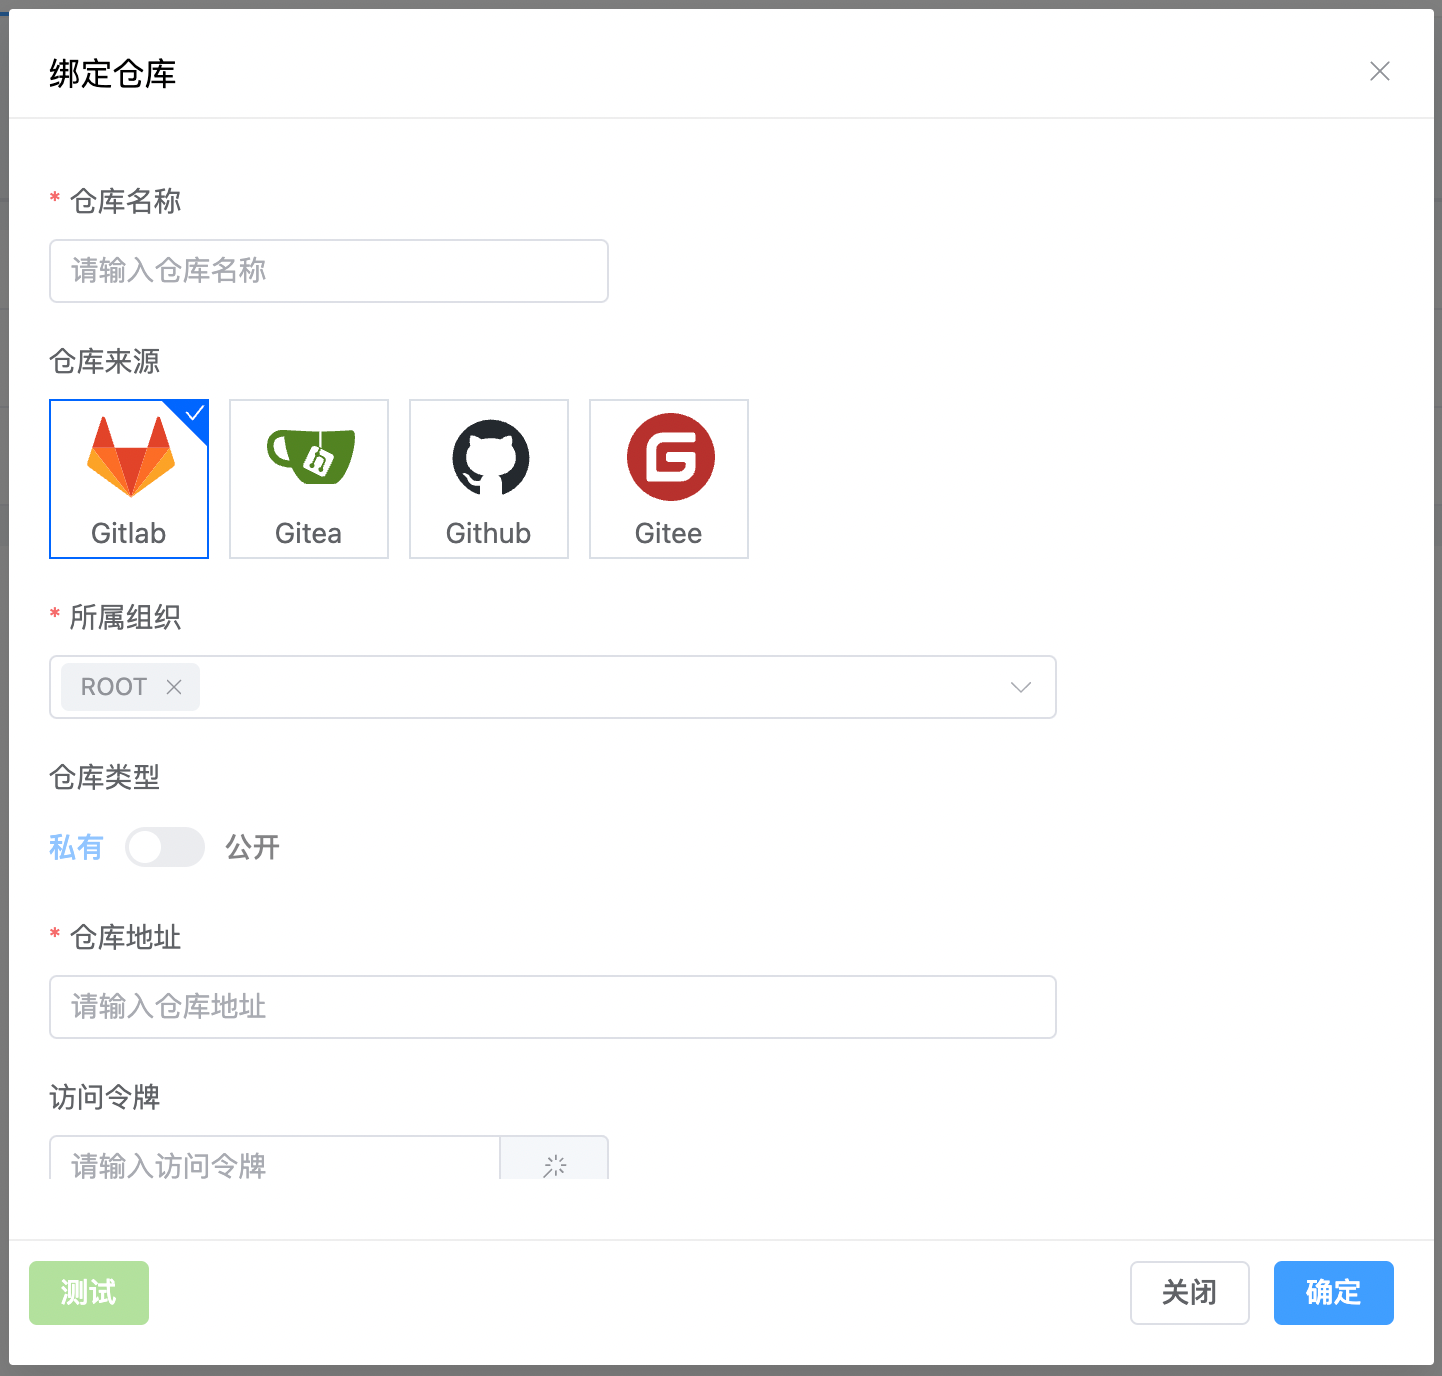 绑定仓库
* 仓库名称
请输入仓库名称
仓库来源
Gitlab Gitea Github Gitee
* 所属组织
ROOT
仓库类型
私有 公开
* 仓库地址
请输入仓库地址
访问令牌
请输入访问令牌
测试 关闭 确定